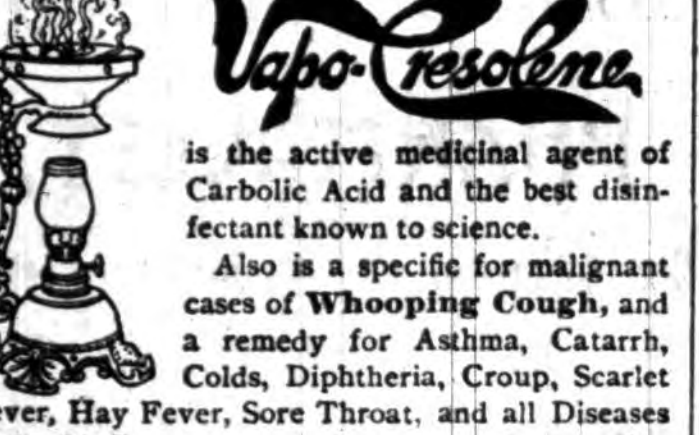 Vapo-Cresolene
is the active medicinal agent of
Carbolic Acid and the best disin-
fectant known to science.
Also is a specific for malignant
cases of Whooping Cough, and
a remedy for Asthma, Catarrh,
Colds, Diphtheria, Croup, Scarlet
ever, Hay Fever, Sore Throat, and all Diseases